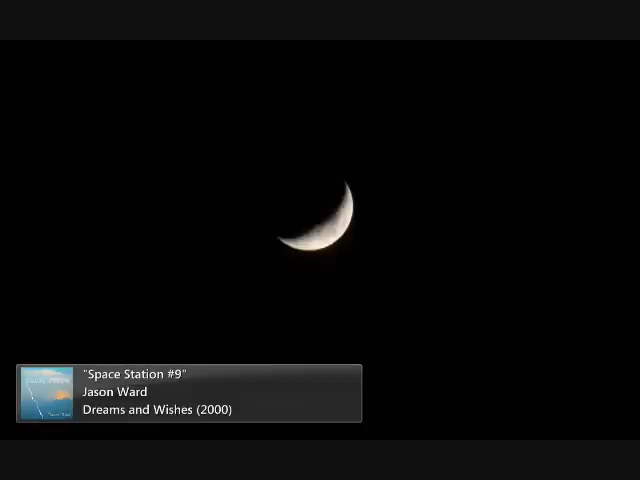 "Space Station #9"
Jason Ward
Dreams and Wishes (2000)